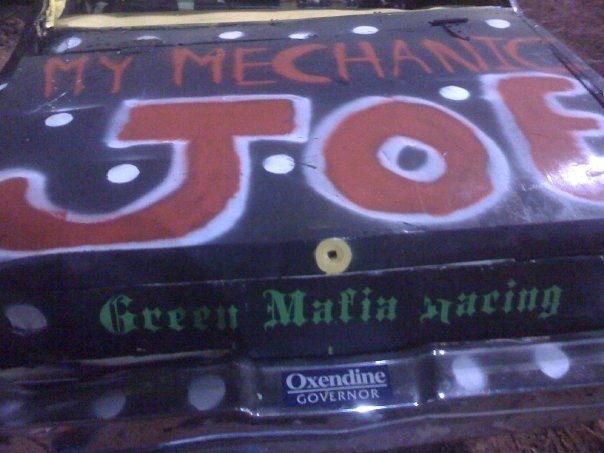 MY MECHANIC
JOE
Green Mafia Racing
Oxendine
GOVERNOR